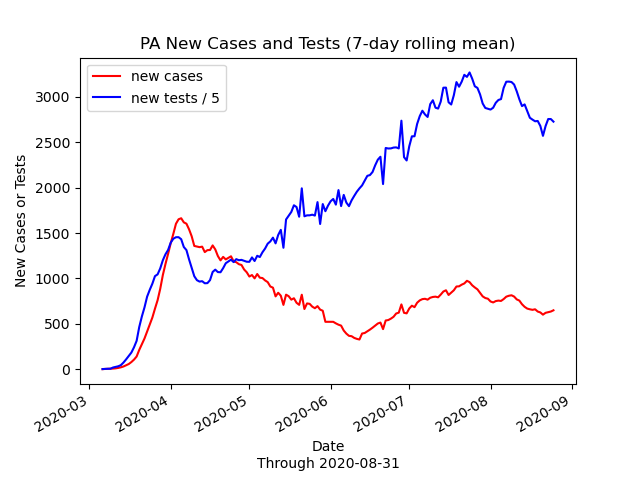 PA New Cases and Tests (7-day rolling mean)
new cases
new tests / 5
New Cases or Tests
3000
2500
2000
1500
1000
500
0
2020-03
2020-04
2020-05
2020-06
2020-07
2020-08
2020-09
Date
Through 2020-08-31